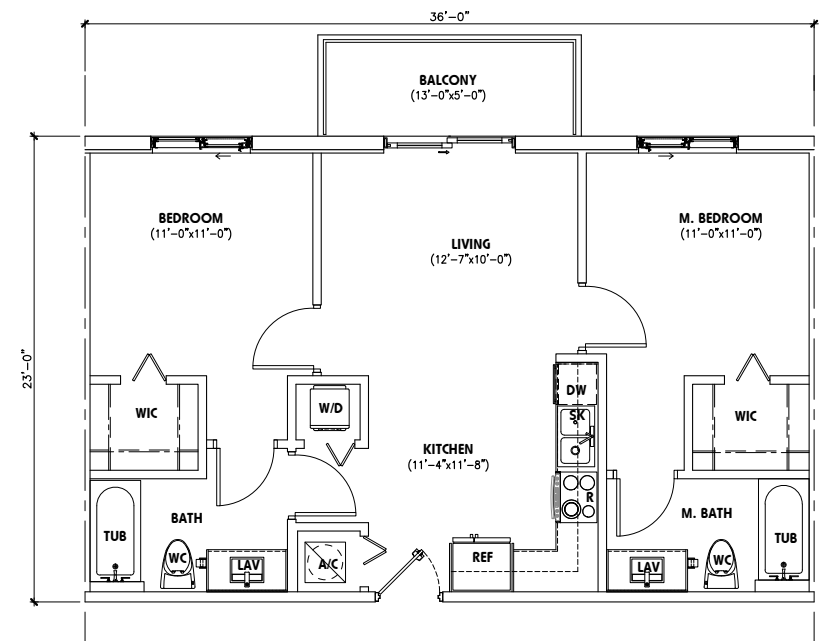 36'-0"
BALCONY
(13'-0"x5'-0")
BEDROOM
(11'-0"x11'-0")
M. BEDROOM
(11'-0"x11'-0")
LIVING
(12'-7"x10'-0")
23'-0"
DW
W/D
SK
WIC
WIC
KITCHEN
(11'-4"x11'-8")
R
BATH
M. BATH
TUB
TUB
WC
LAV
A/C
REF
LAV
WC